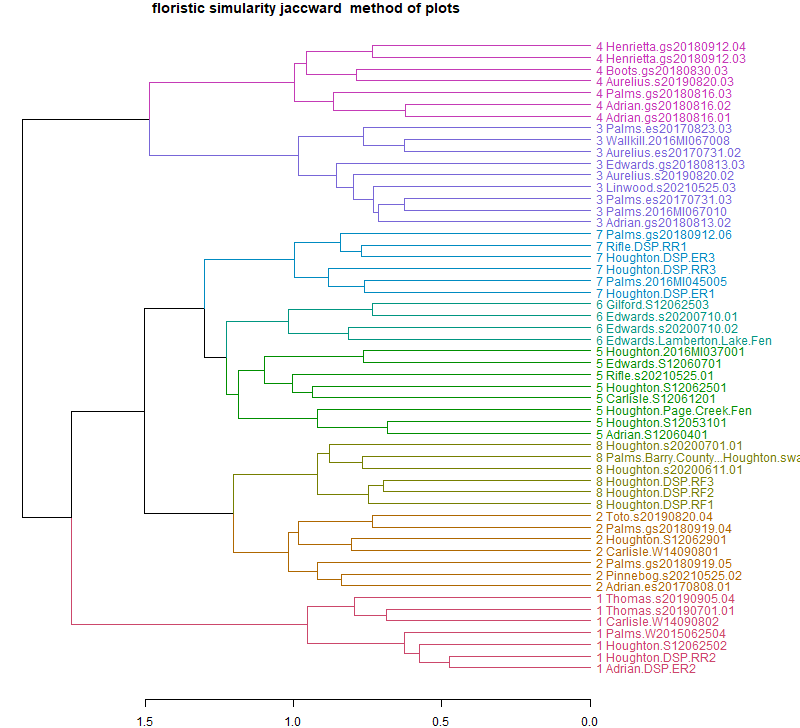 floristic simularity jaccward method of plots
4 Henrietta.gs20180912.04
4 Henrietta.gs20180912.03
4 Boots.gs20180830.03
4 Aurelius.s20190820.03
4 Palms.gs20180816.03
4 Adrian.gs20180816.02
4 Adrian.gs20180816.01
3 Palms.es20170823.03
3 Wallkill.2016MI067008
3 Aurelius.es20170731.02
3 Edwards.gs20180813.03
3 Aurelius.s20190820.02
3 Linwood.s20210525.03
3 Palms.es20170731.03
3 Palms.2016MI067010
3 Adrian.gs20180813.02
7 Palms.gs20180912.06
7 Rifle.DSP.RR1
7 Houghton.DSP.ER3
7 Houghton.DSP.RR3
7 Palms.2016MI045005
7 Houghton.DSP.ER1
6 Gilford.S12062503
6 Edwards.s20200710.01
6 Edwards.s20200710.02
6 Edwards.Lamberton.Lake.Fen
5 Houghton.2016MI037001
5 Edwards.S12060701
5 Rifle.s20210525.01
5 Houghton.S12062501
5 Carlisle.S12061201
5 Houghton.Page.Creek.Fen
5 Houghton.S12053101
5 Adrian.S12060401
8 Houghton.s20200701.01
8 Palms.Barry.County...Houghton.swa
8 Houghton.s20200611.01
8 Houghton.DSP.RF3
8 Houghton.DSP.RF2
8 Houghton.DSP.RF1
2 Toto.s20190820.04
2 Palms.gs20180919.04
2 Houghton.S12062901
2 Carlisle.W14090801
2 Palms.gs20180919.05
2 Pinnebog.s20210525.02
2 Adrian.es20170808.01
1 Thomas.s20190905.04
1 Thomas.s20190701.01
1 Carlisle.W14090802
1 Palms.W2015062504
1 Houghton.S12062502
1 Houghton.DSP.RR2
1 Adrian.DSP.ER2
1.5 1.0 0.5 0.0